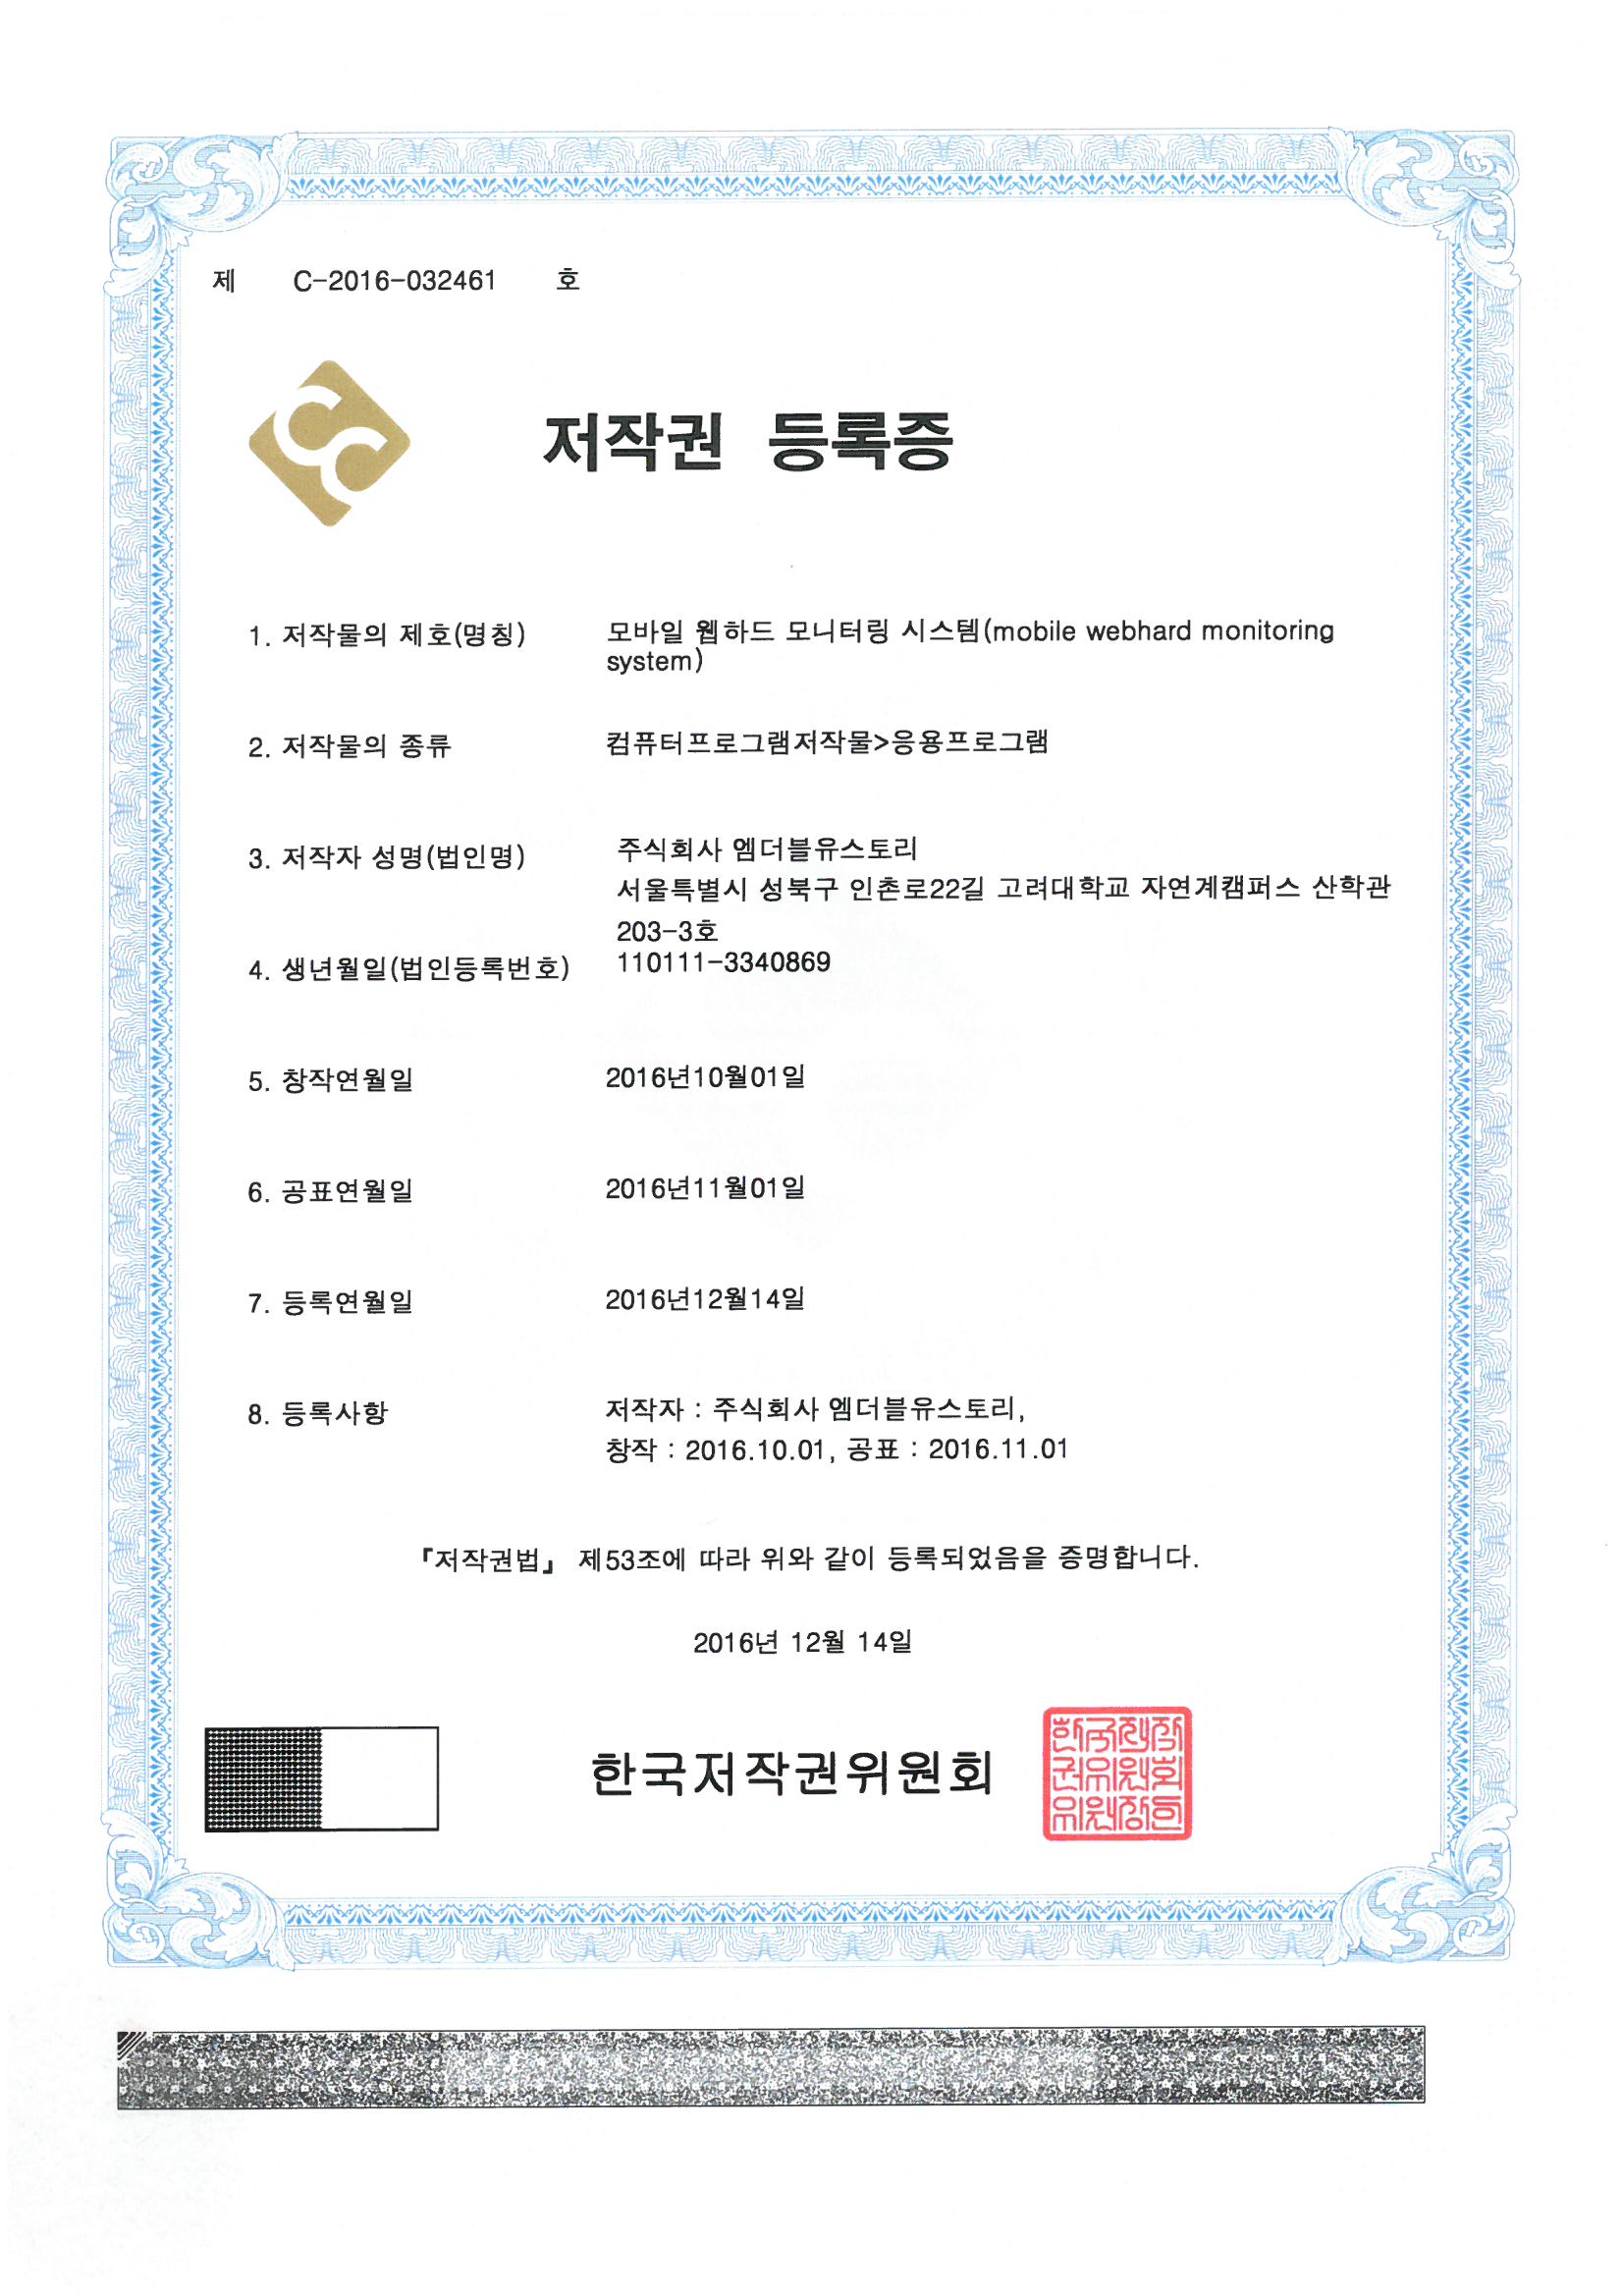 제 C-2016-032461 호
저작권 등록증
1. 저작물의 제호(명칭) 모바일 웹하드 모니터링 시스템(mobile webhard monitoring
system)
2. 저작물의 종류 컴퓨터프로그램저작물>응용프로그램
3. 저작자 성명(법인명) 주식회사 엠더블유스토리
서울특별시 성북구 인촌로22길 고려대학교 자연계캠퍼스 산학관
203-3호
4. 생년월일(법인등록번호) 110111-3340869
5. 창작연월일 2016년10월01일
6. 공표연월일 2016년11월01일
7. 등록연월일 2016년12월14일
8. 등록사항 저작자 : 주식회사 엠더블유스토리,
창작 : 2016.10.01, 공표 : 2016.11.01
『저작권법』 제53조에 따라 위와 같이 등록되었음을 증명합니다.
2016년 12월 14일
한국저작권위원회